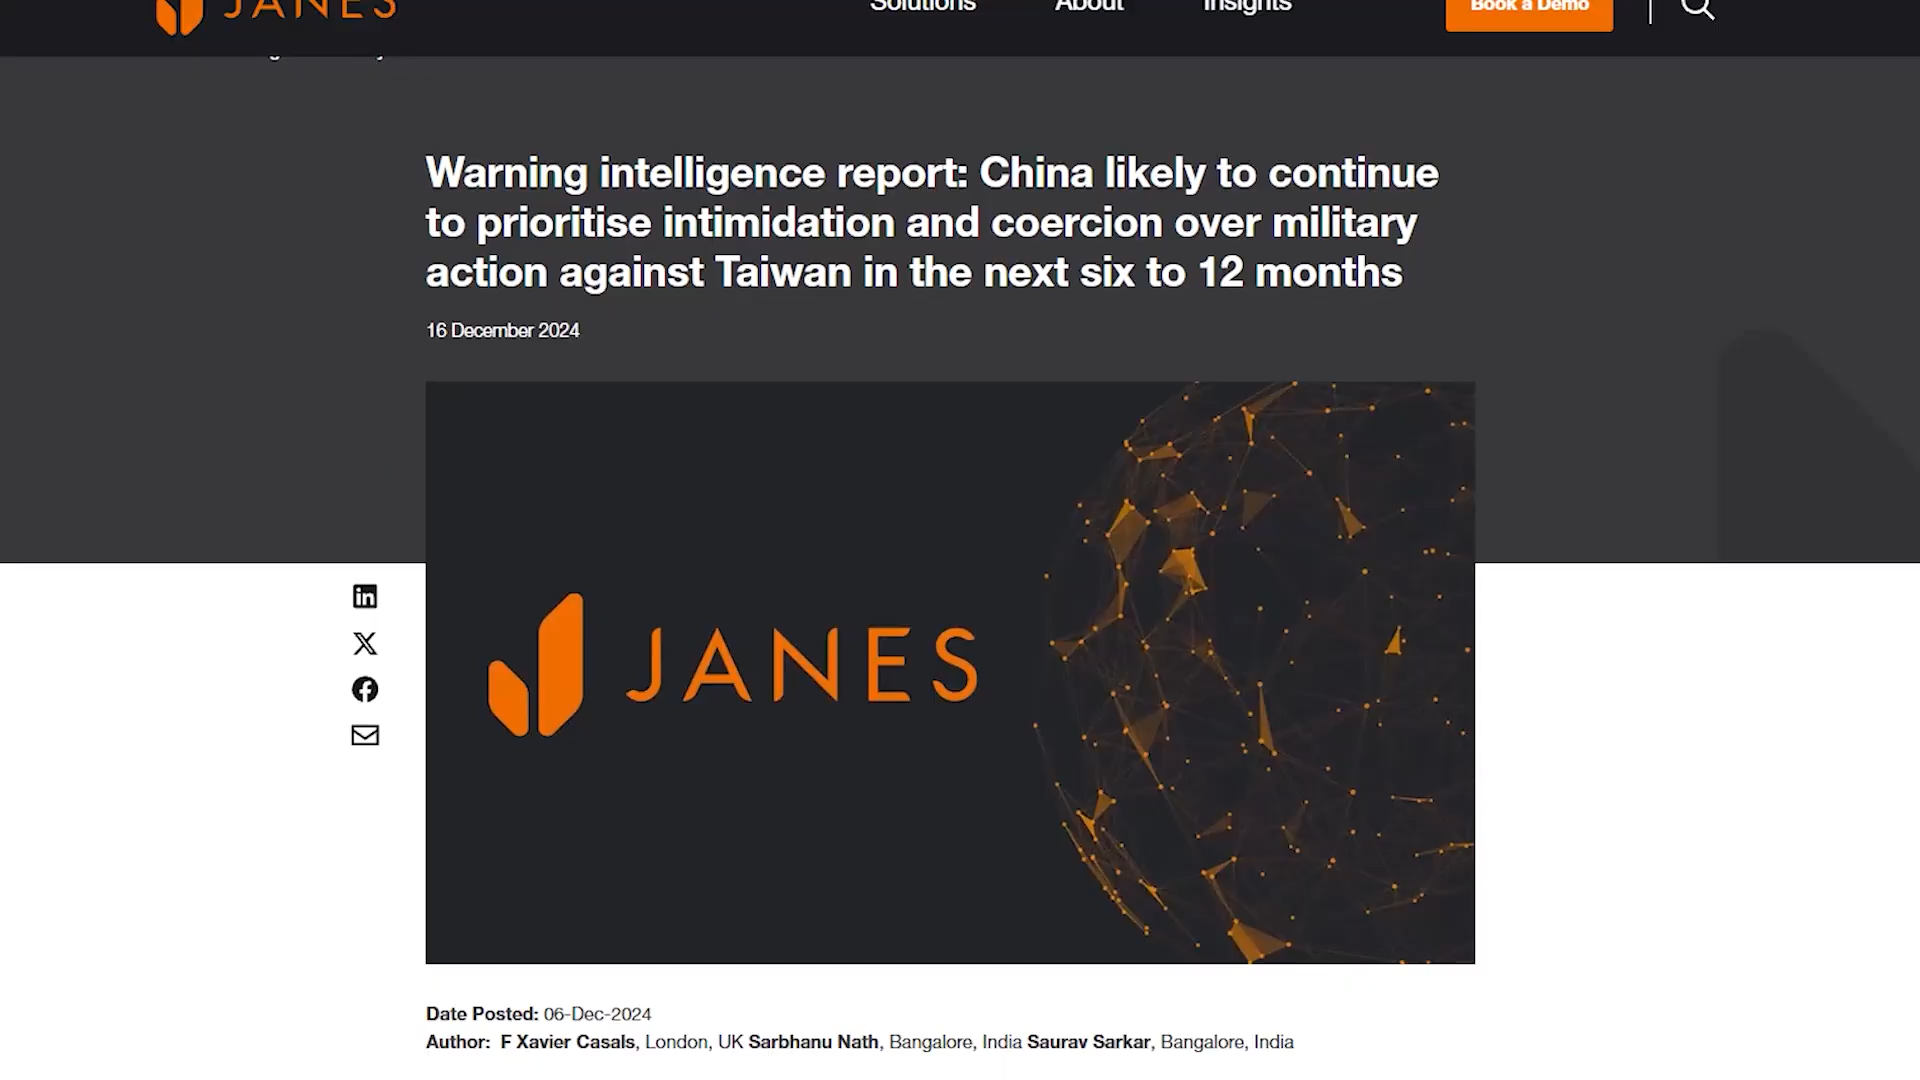 JANES
Solutions
About
Insights
Book a Demo
Warning intelligence report: China likely to continue
to prioritise intimidation and coercion over military
action against Taiwan in the next six to 12 months
16 December 2024
JANES
Date Posted: 06-Dec-2024
Author: F Xavier Casals, London, UK Sarbhanu Nath, Bangalore, India Saurav Sarkar, Bangalore, India